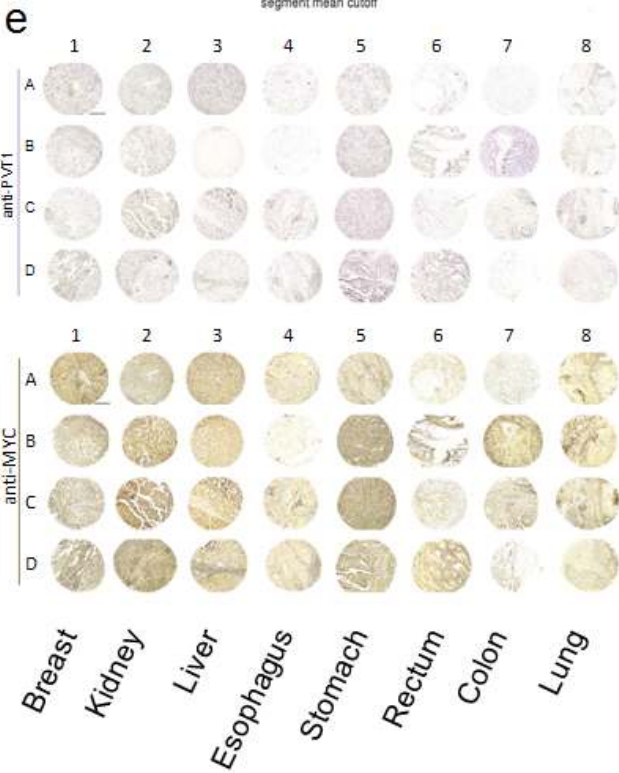 segment mean cutoff
e
1 2 3 4 5 6 7 8
anti-PVT1
A
B
C
D
1 2 3 4 5 6 7 8
anti-MYC
A
B
C
D
Breast Kidney Liver Esophagus Stomach Rectum Colon Lung